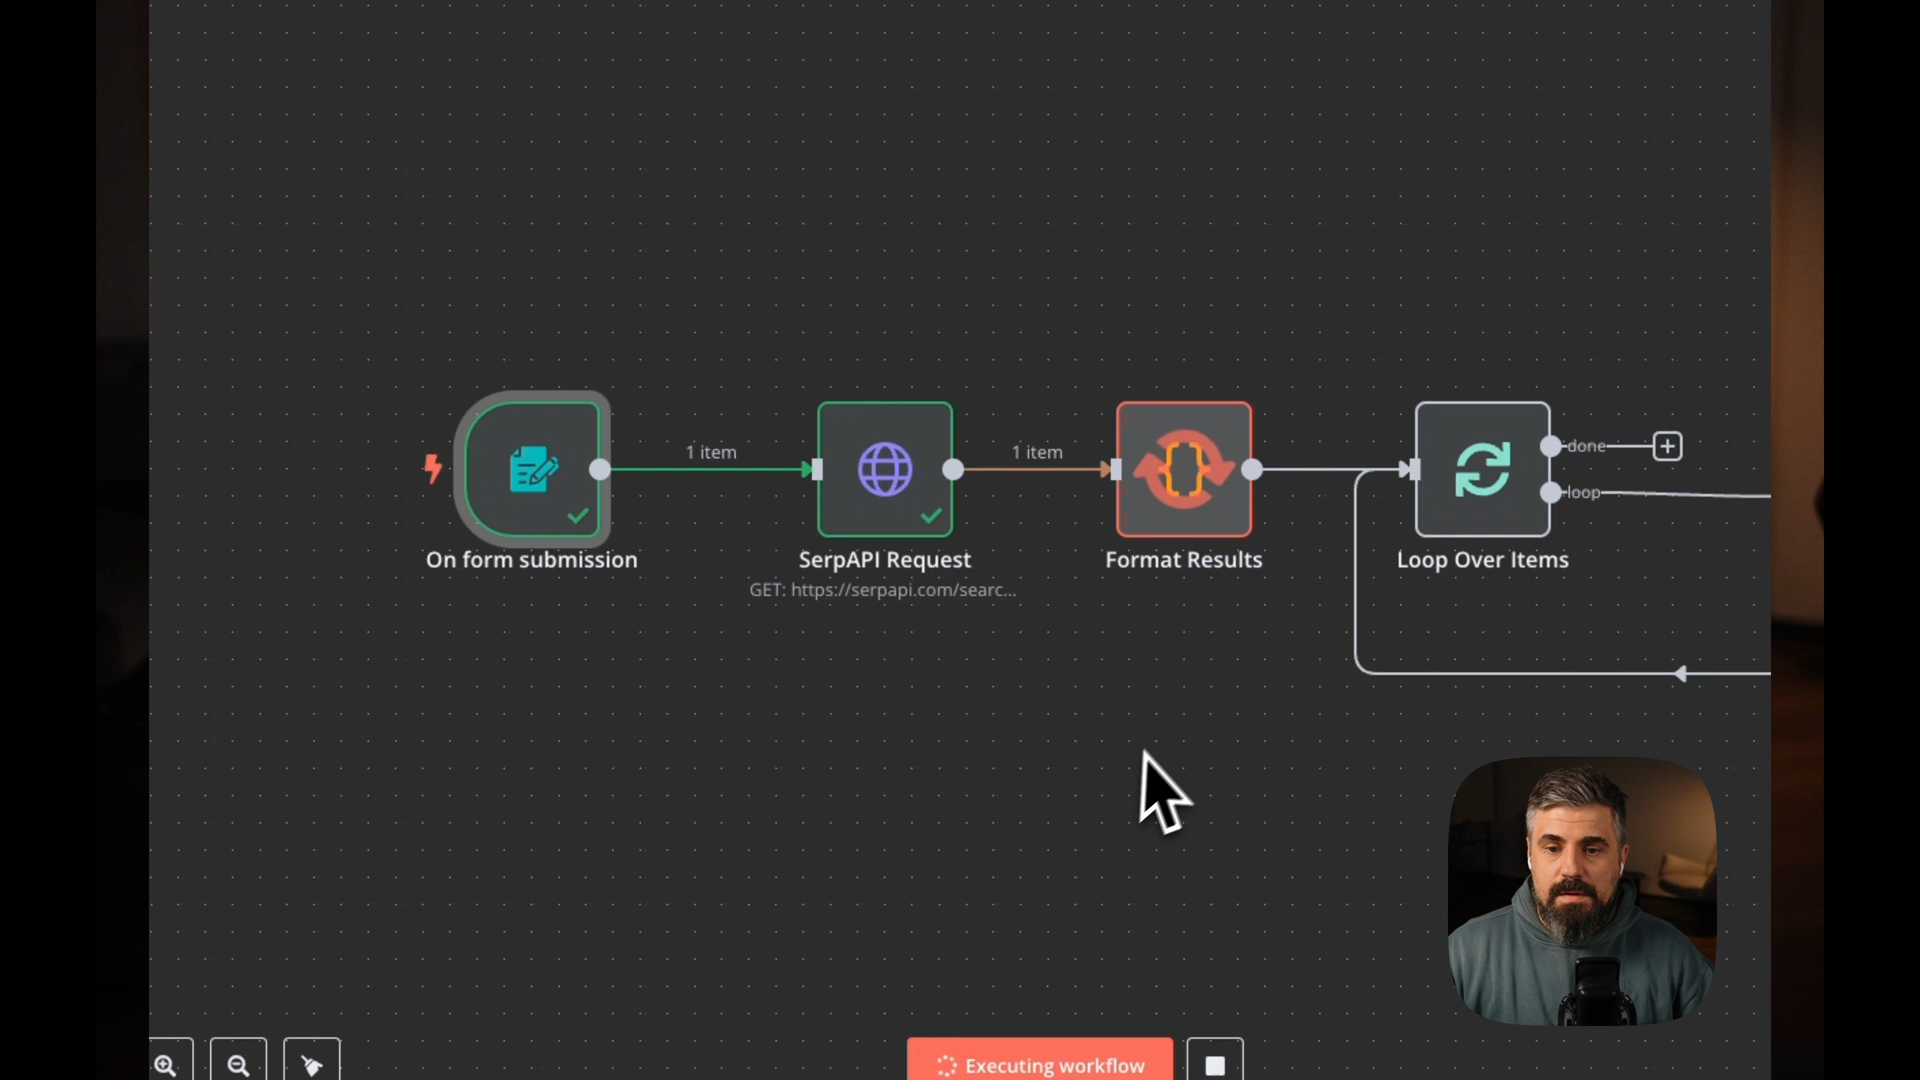 1 item
1 item
done
loop
On form submission
SerpAPI Request
Format Results
Loop Over Items
GET: https://serpapi.com/searc...
Executing workflow